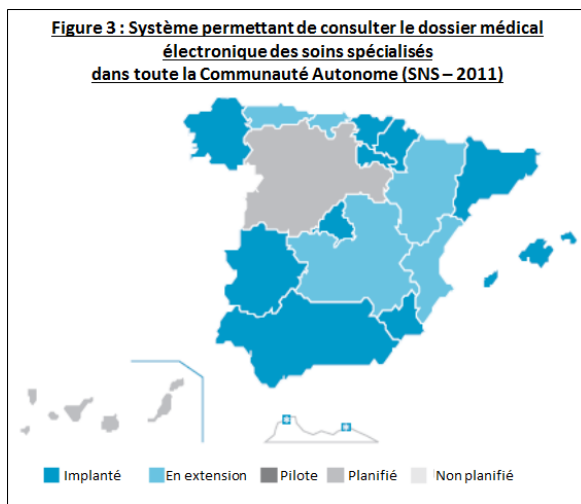 Figure 3 : Système permettant de consulter le dossier médical
électronique des soins spécialisés
dans toute la Communauté Autonome (SNS – 2011)
Implanté En extension Pilote Planifié Non planifié